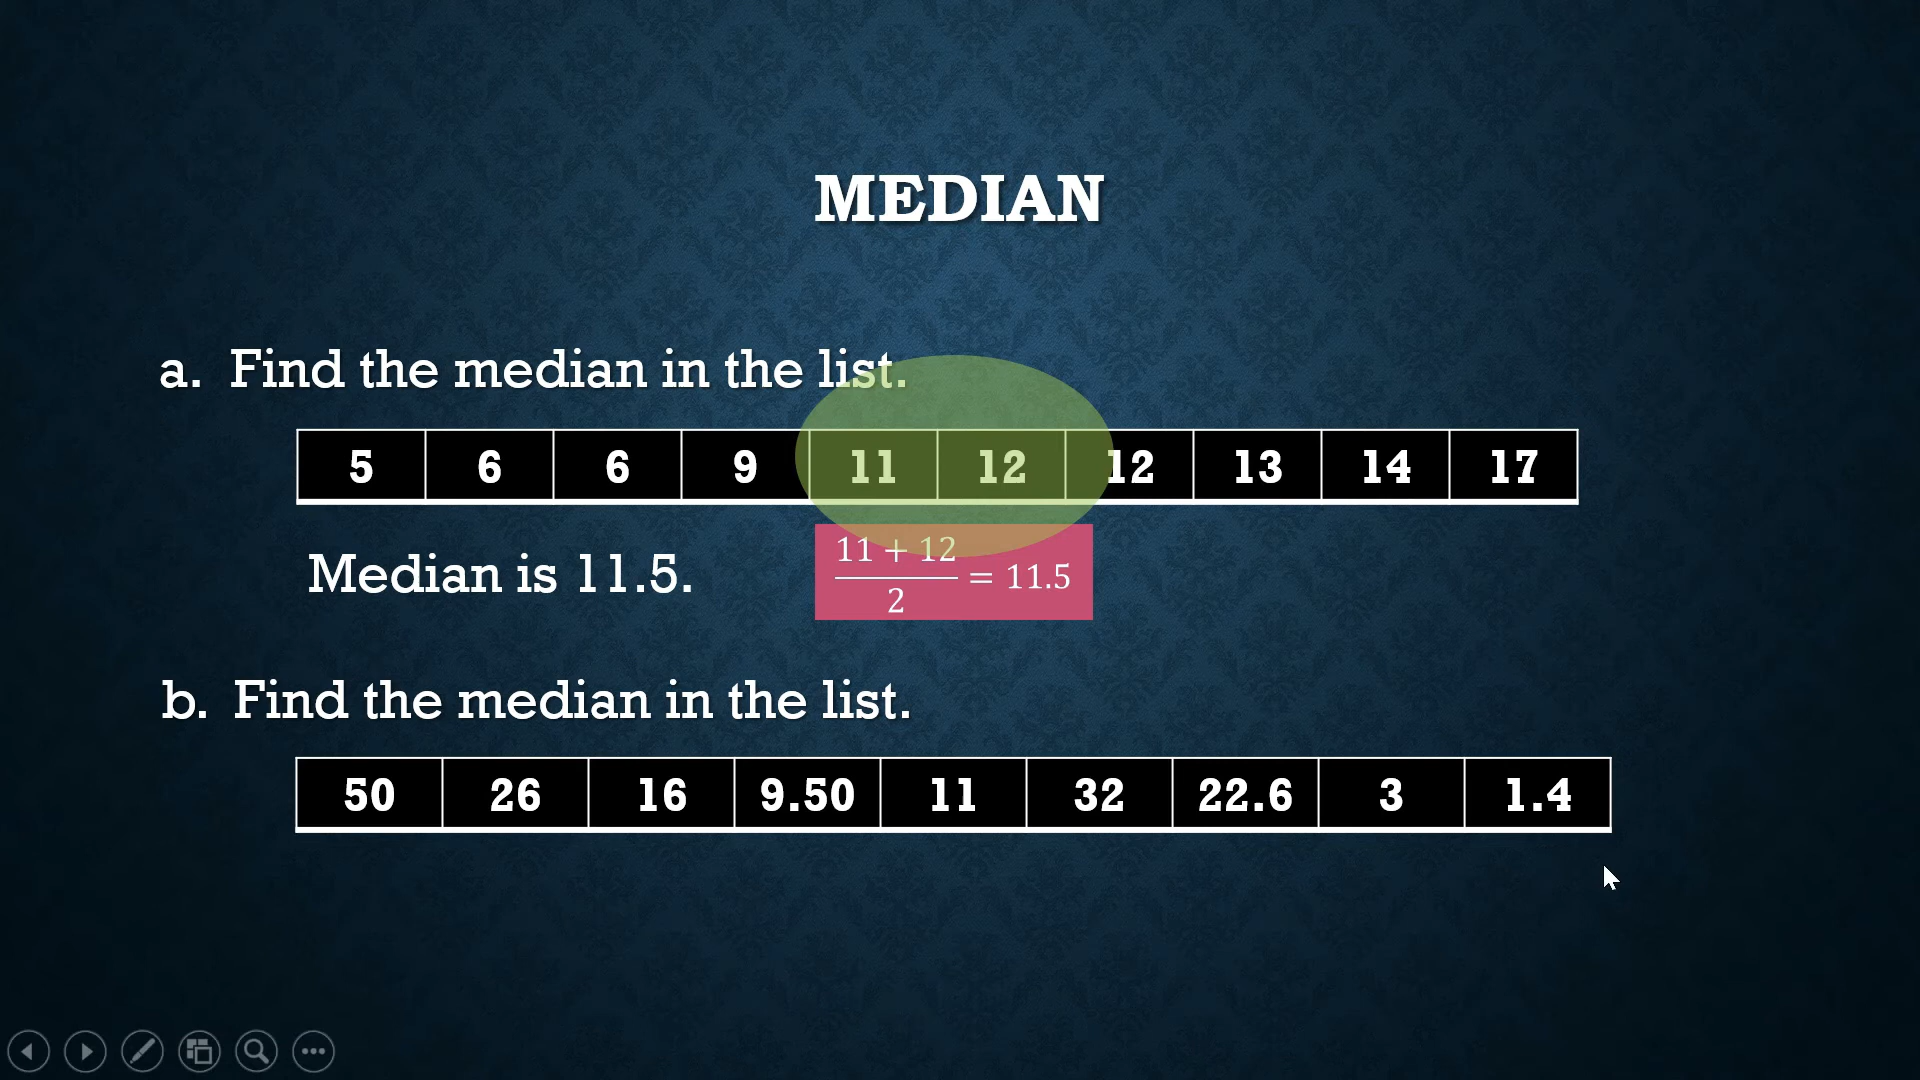 MEDIAN
a. Find the median in the list.
5 6 6 9 11 12 12 13 14 17
Median is 11.5.
11 + 12
2
= 11.5
b. Find the median in the list.
50 26 16 9.50 11 32 22.6 3 1.4